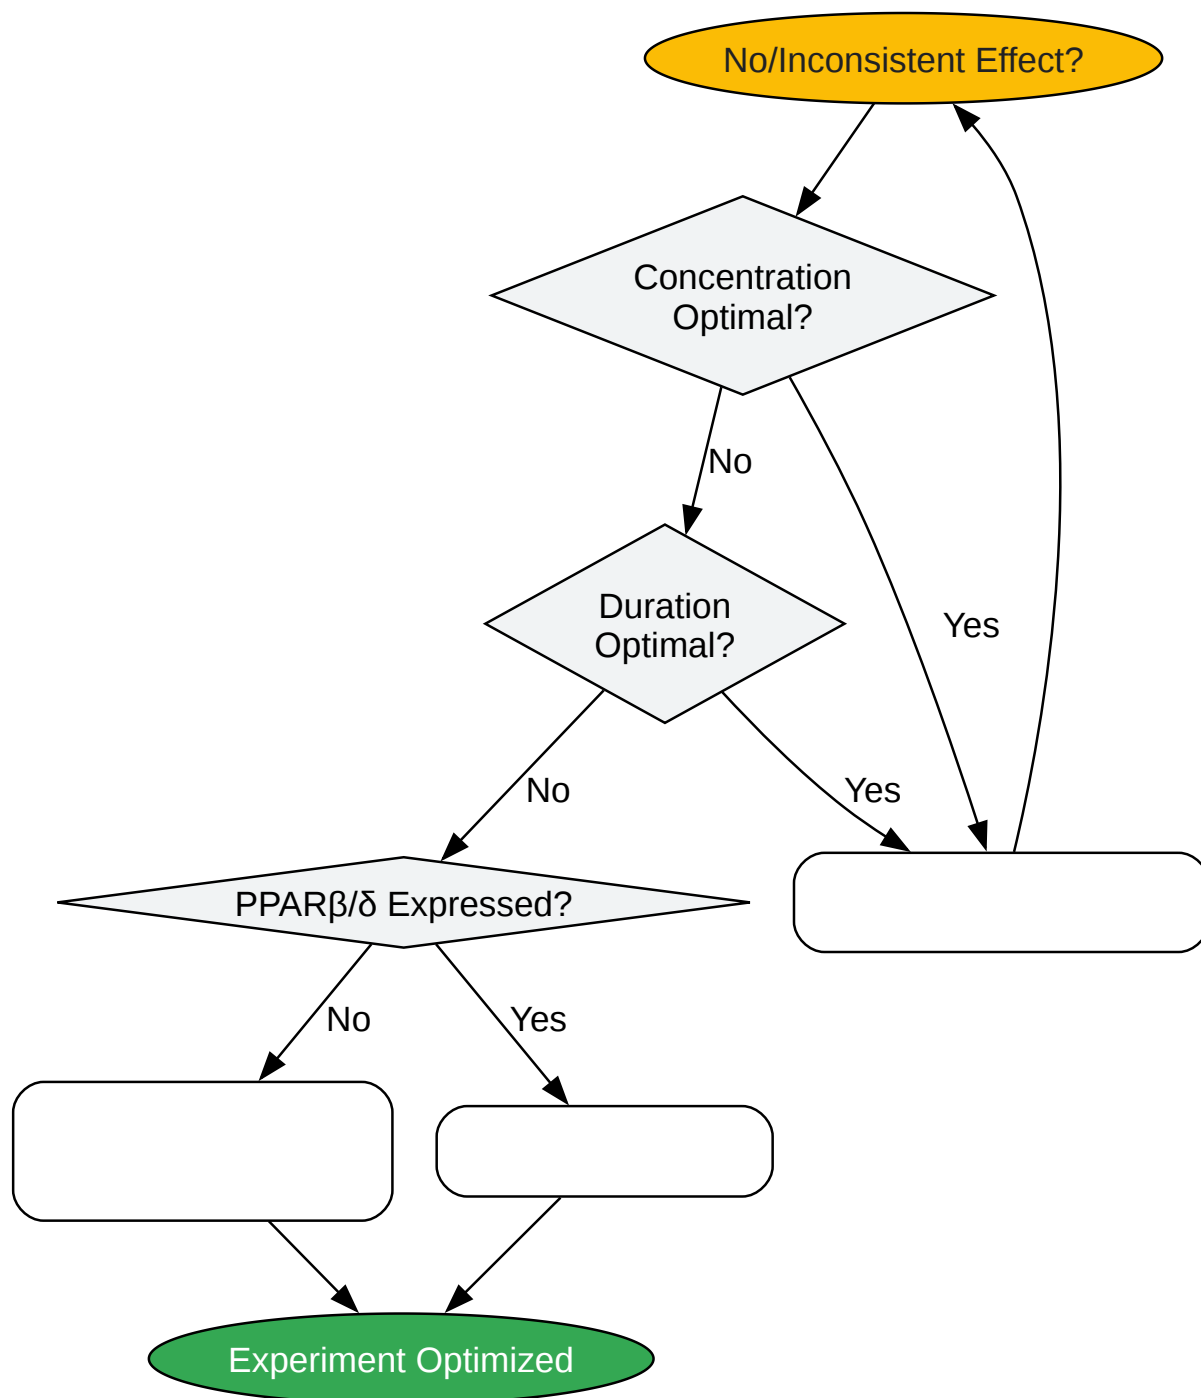 No/Inconsistent Effect?
Concentration
Optimal?
No
Duration
Optimal?
Yes
No
Yes
PPARβ/δ Expressed?
No
Yes
Experiment Optimized